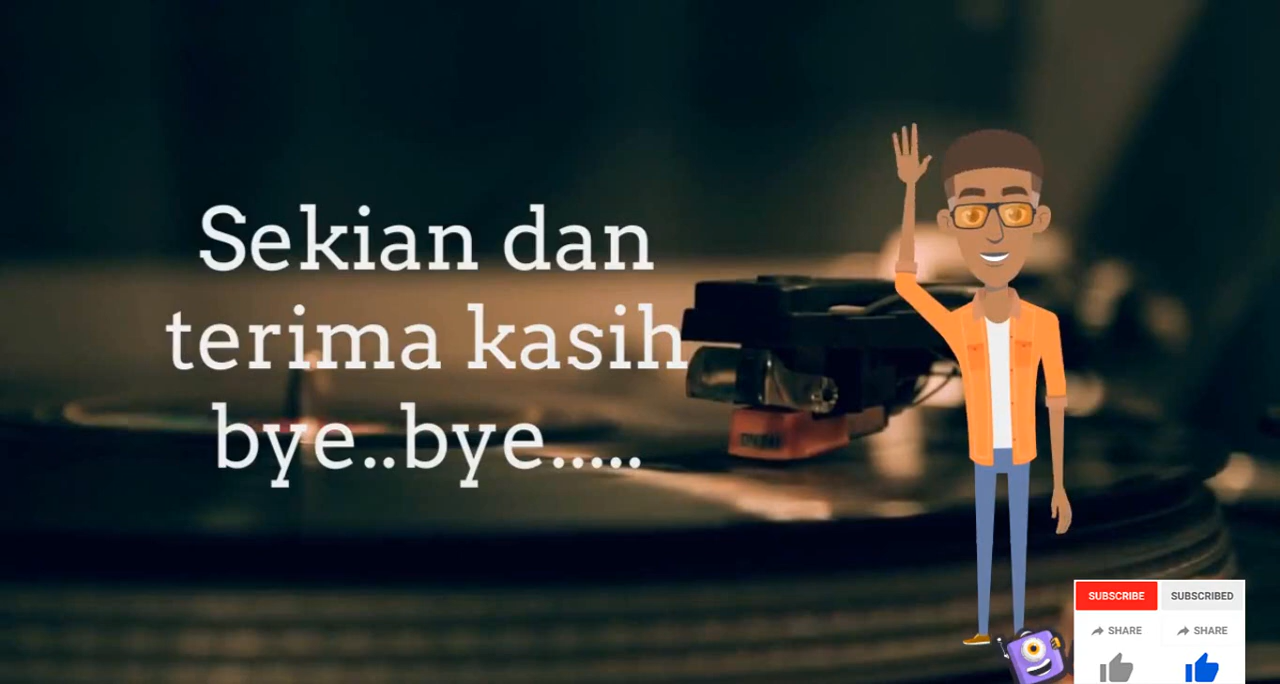 Sekian dan
terima kasih
bye..bye.....
SUBSCRIBE SUBSCRIBED
SHARE SHARE